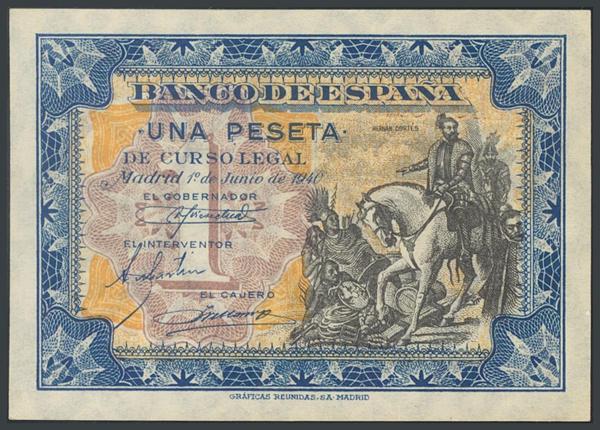 BANCO DE ESPAÑA
·UNA PESETA·
HERNAN CORTES
DE CURSO LEGAL
Madrid 1º de Junio de 1940
EL GOBERNADOR
EL INTERVENTOR
EL CAJERO
1
GRÁFICAS REUNIDAS, S.A. MADRID